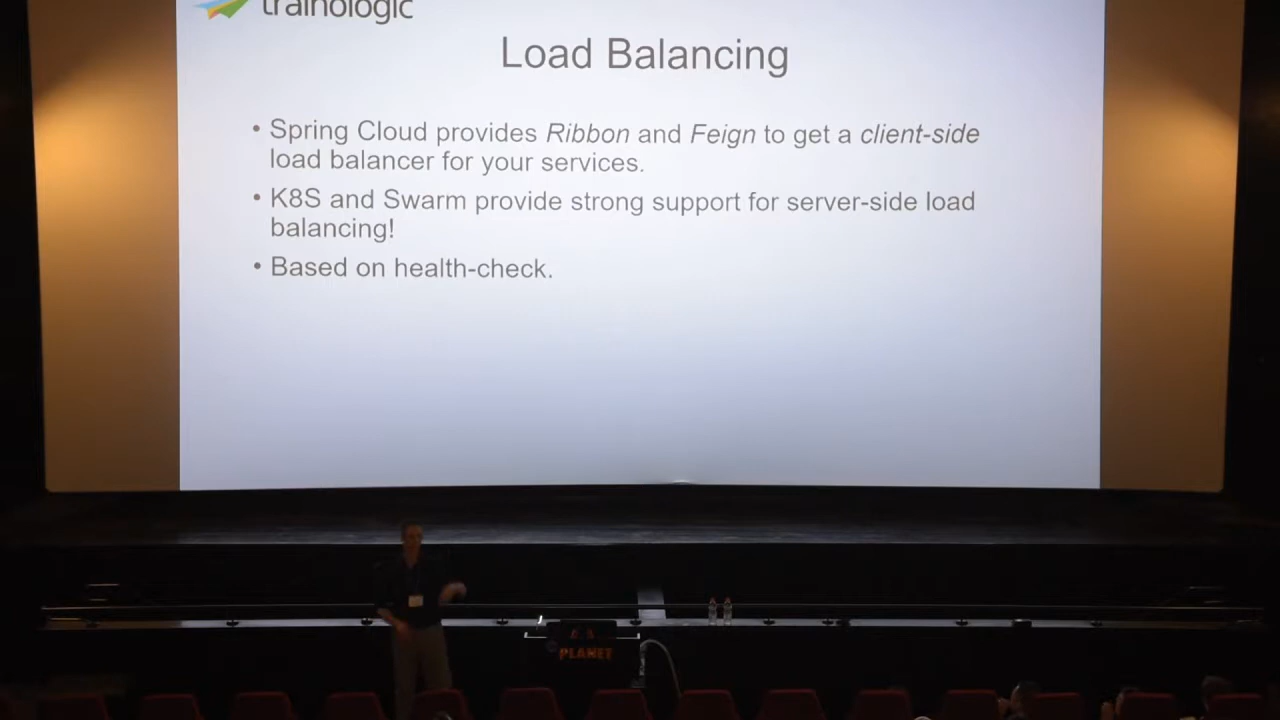 trainologic
Load Balancing
• Spring Cloud provides Ribbon and Feign to get a client-side
load balancer for your services.
• K8S and Swarm provide strong support for server-side load
balancing!
• Based on health-check.
PLANET